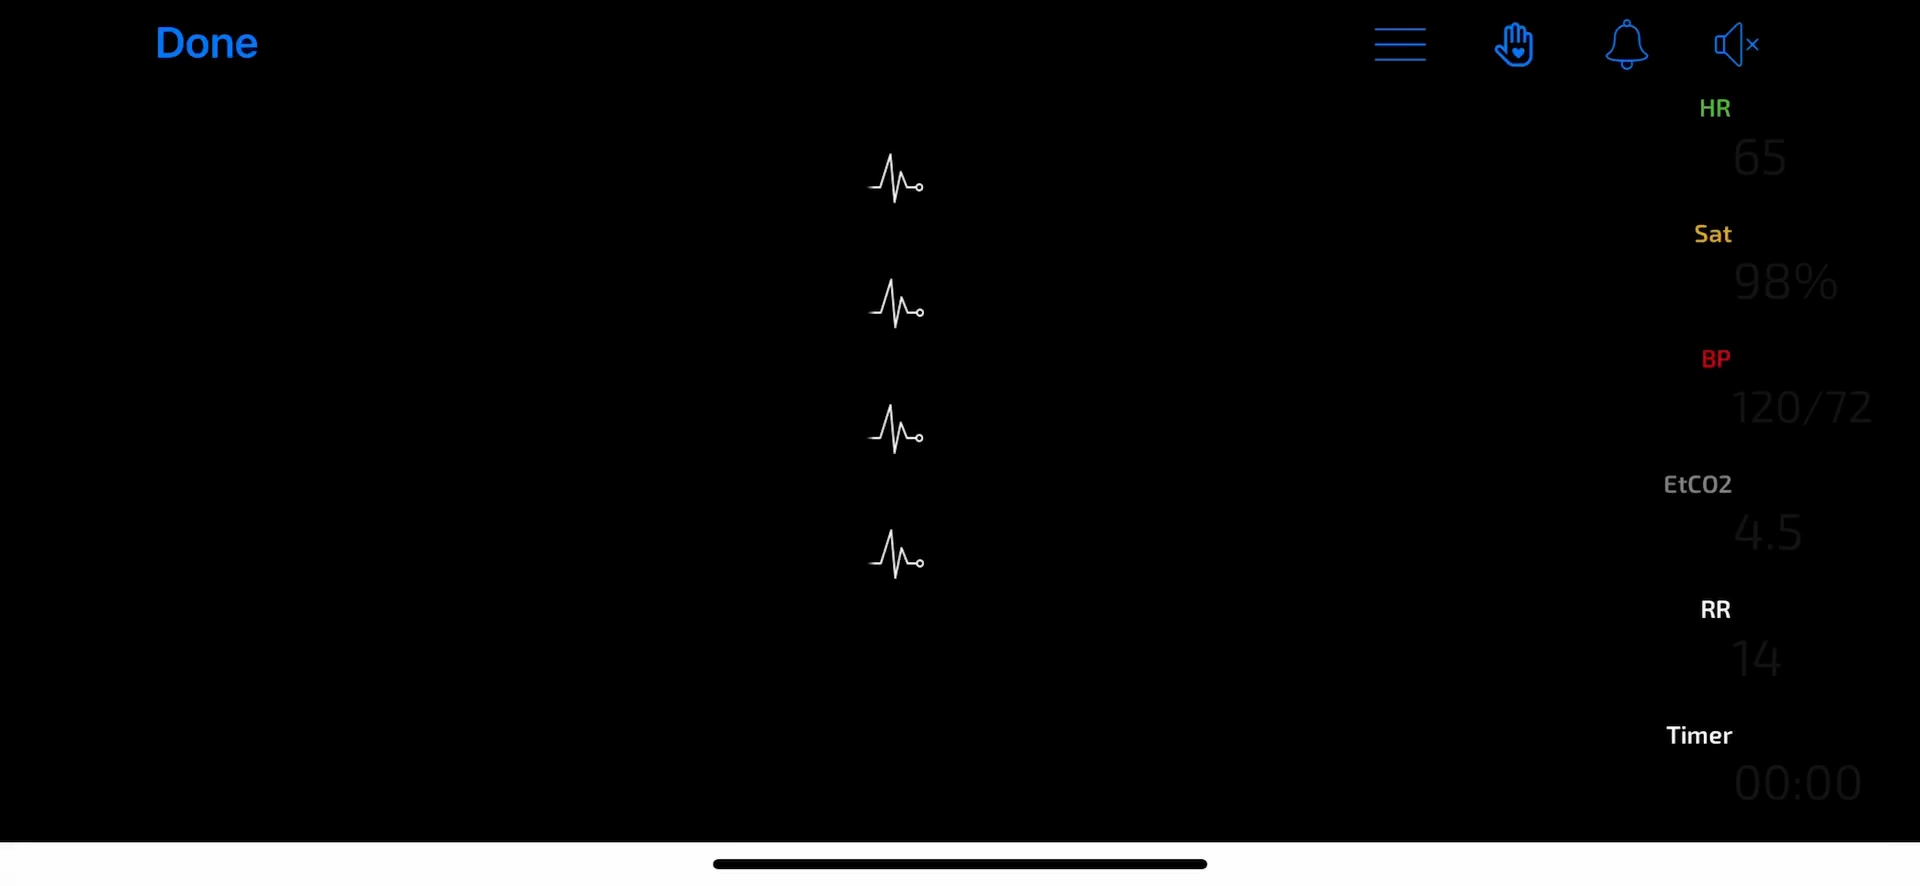 Done
HR
65
Sat
98%
BP
120/72
EtCO2
4.5
RR
14
Timer
00:00